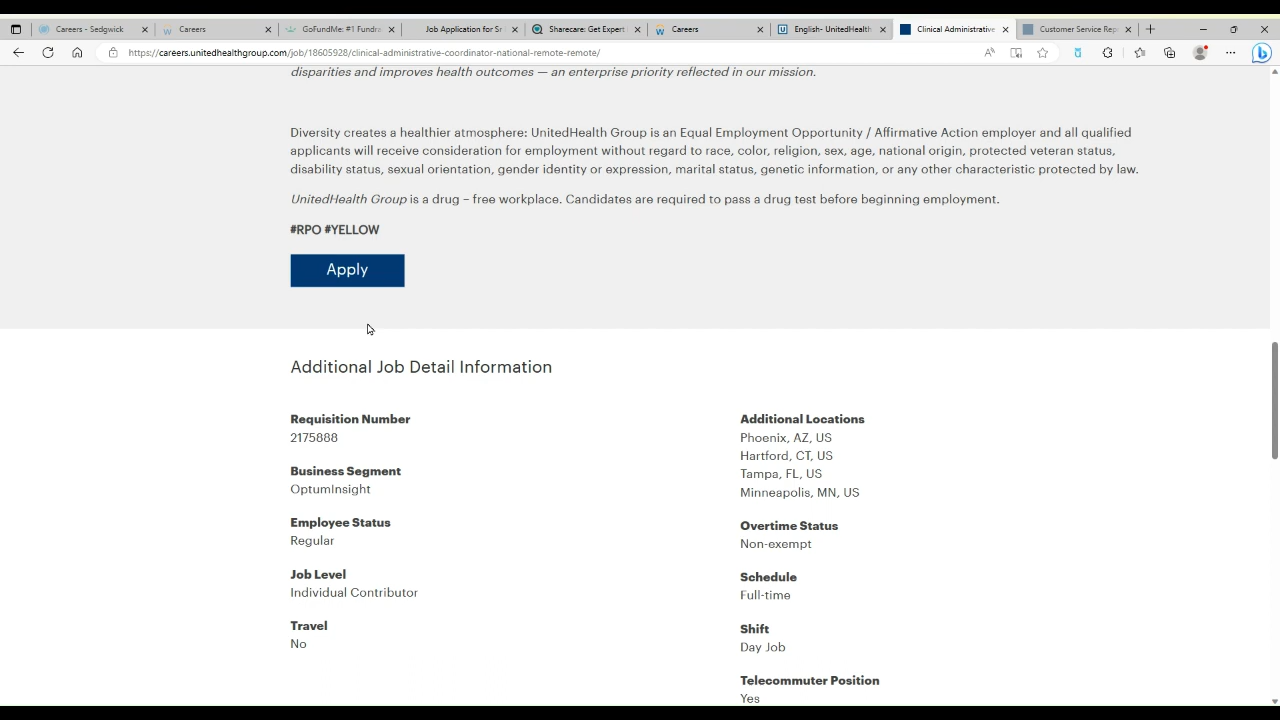 Careers - Sedgwick
Careers
GoFundMe: #1 Fundra
Job Application for Sr
Sharecare: Get Expert
Careers
English- UnitedHealth
Clinical Administrative
Customer Service Rep
https://careers.unitedhealthgroup.com/job/18605928/clinical-administrative-coordinator-national-remote-remote/
disparities and improves health outcomes — an enterprise priority reflected in our mission.
Diversity creates a healthier atmosphere: UnitedHealth Group is an Equal Employment Opportunity / Affirmative Action employer and all qualified
applicants will receive consideration for employment without regard to race, color, religion, sex, age, national origin, protected veteran status,
disability status, sexual orientation, gender identity or expression, marital status, genetic information, or any other characteristic protected by law.
UnitedHealth Group is a drug – free workplace. Candidates are required to pass a drug test before beginning employment.
#RPO #YELLOW
Apply
Additional Job Detail Information
Requisition Number
2175888
Business Segment
OptumInsight
Employee Status
Regular
Job Level
Individual Contributor
Travel
No
Additional Locations
Phoenix, AZ, US
Hartford, CT, US
Tampa, FL, US
Minneapolis, MN, US
Overtime Status
Non-exempt
Schedule
Full-time
Shift
Day Job
Telecommuter Position
Yes